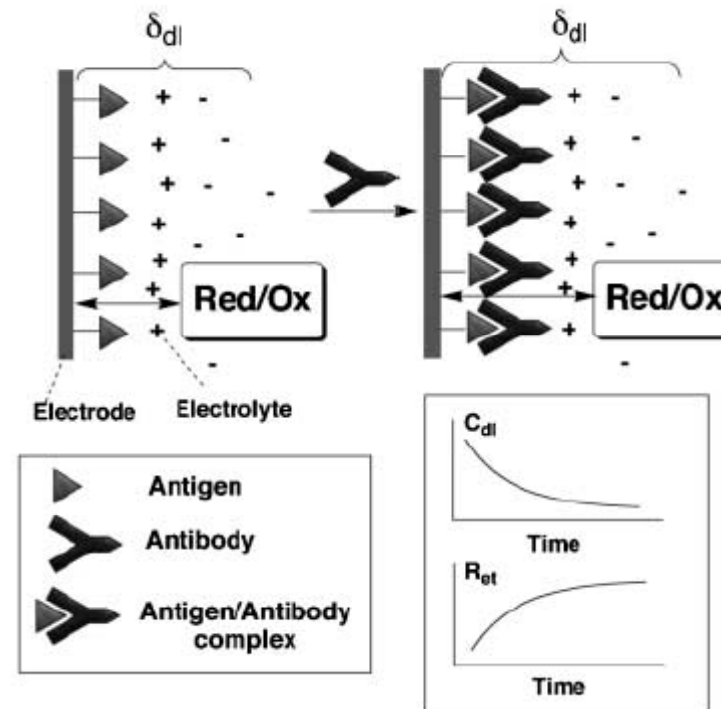 δdl
δdl
Red/Ox
Red/Ox
Electrode
Electrolyte
Antigen
Antibody
Antigen/Antibody
complex
Cdl
Time
Ret
Time